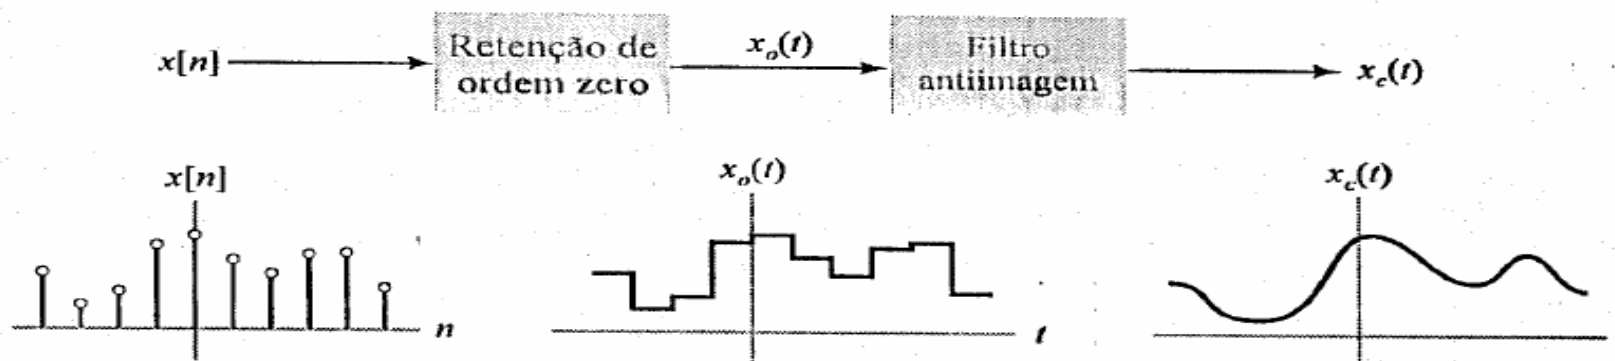 x[n]
Retenção de
ordem zero
x_o(t)
Filtro
antiimagem
x_c(t)
x[n]
n
x_o(t)
t
x_c(t)